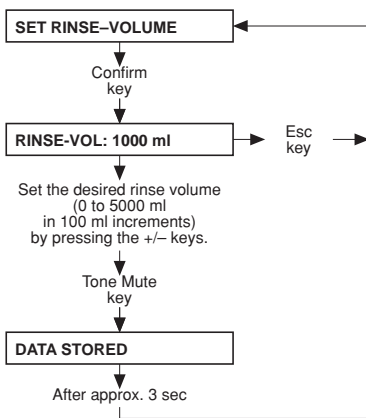 SET RINSE–VOLUME
Confirm
key
RINSE-VOL: 1000 ml
Esc
key
Set the desired rinse volume
(0 to 5000 ml
in 100 ml increments)
by pressing the +/– keys.
Tone Mute
key
DATA STORED
After approx. 3 sec